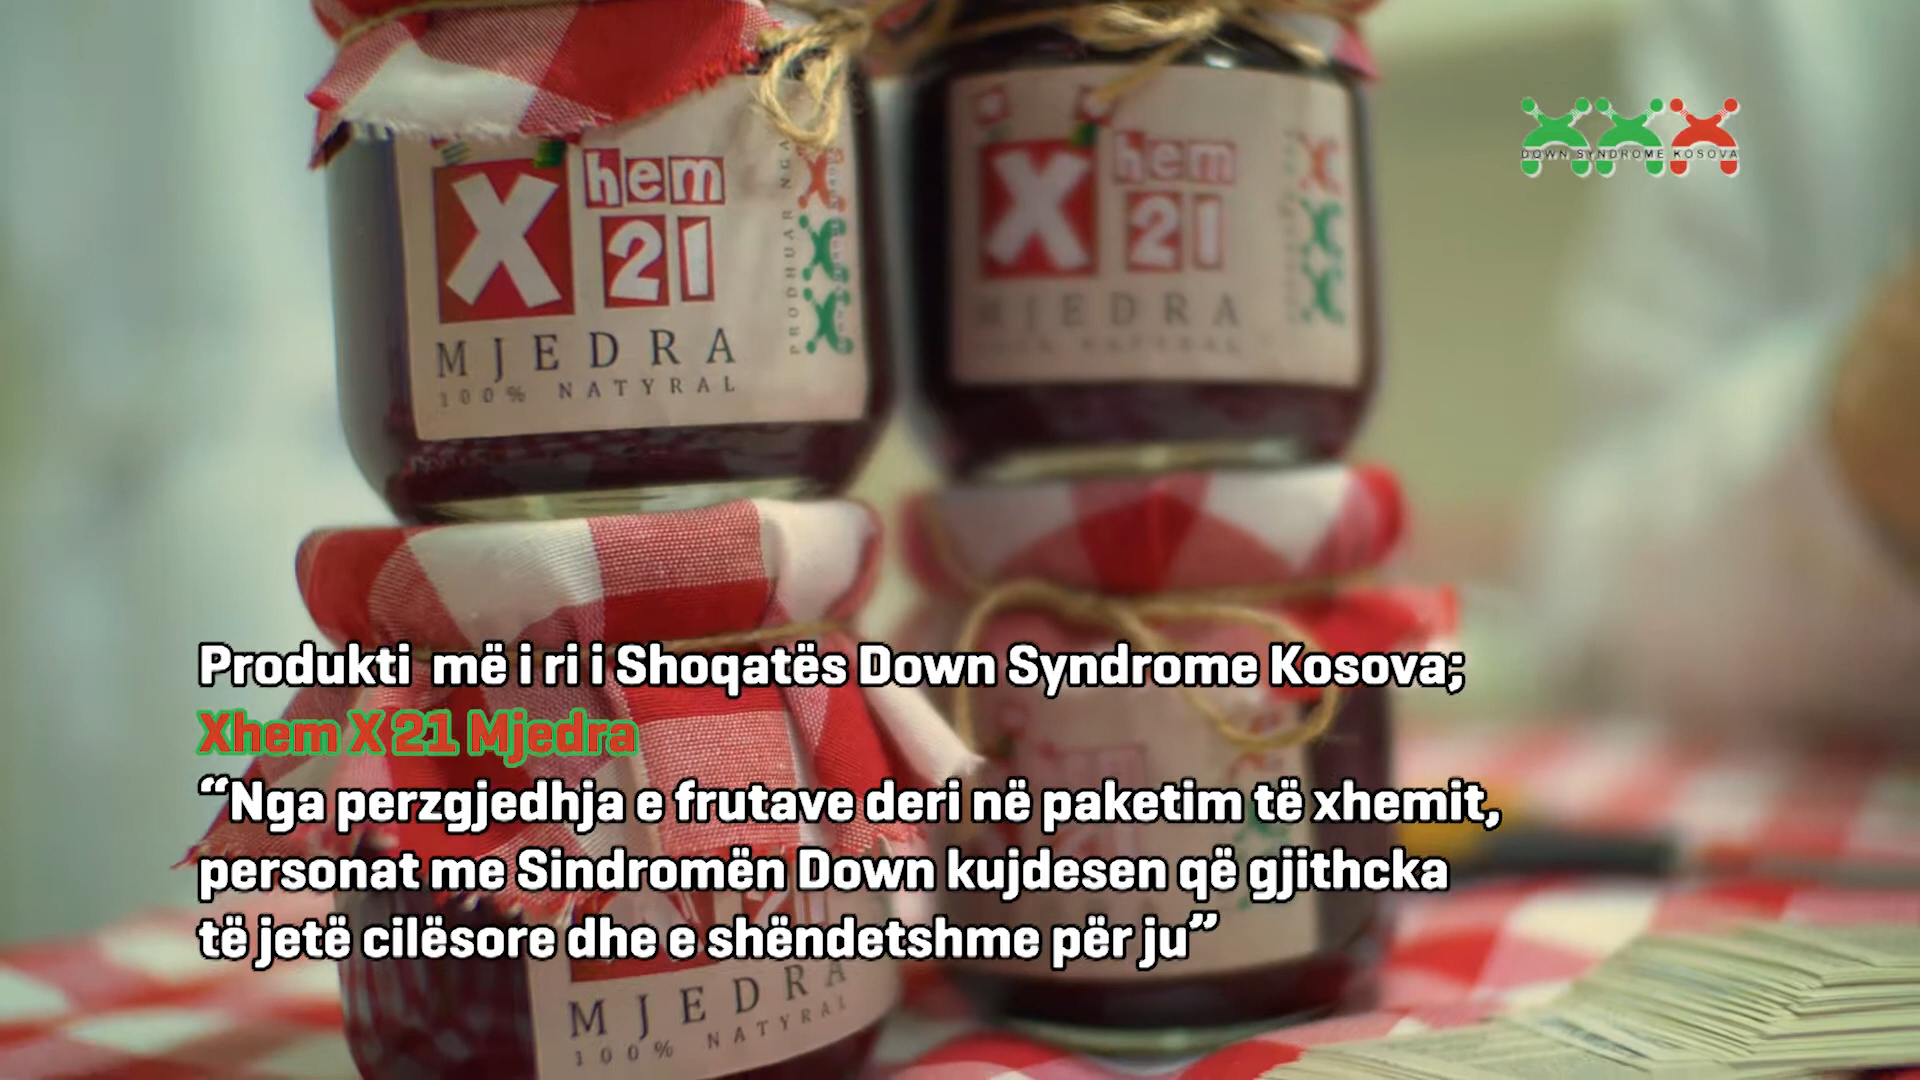 X hem
21
MJEDRA
100% NATYRAL
PRODHUAR NGA
X hem
21
MJEDRA
DOWN SYNDROME KOSOVA
Produkti më i ri i Shoqatës Down Syndrome Kosova;
Xhem X 21 Mjedra
“Nga perzgjedhja e frutave deri në paketim të xhemit,
personat me Sindromën Down kujdesen që gjithcka
të jetë cilësore dhe e shëndetshme për ju”
MJEDRA
100% NATYRAL